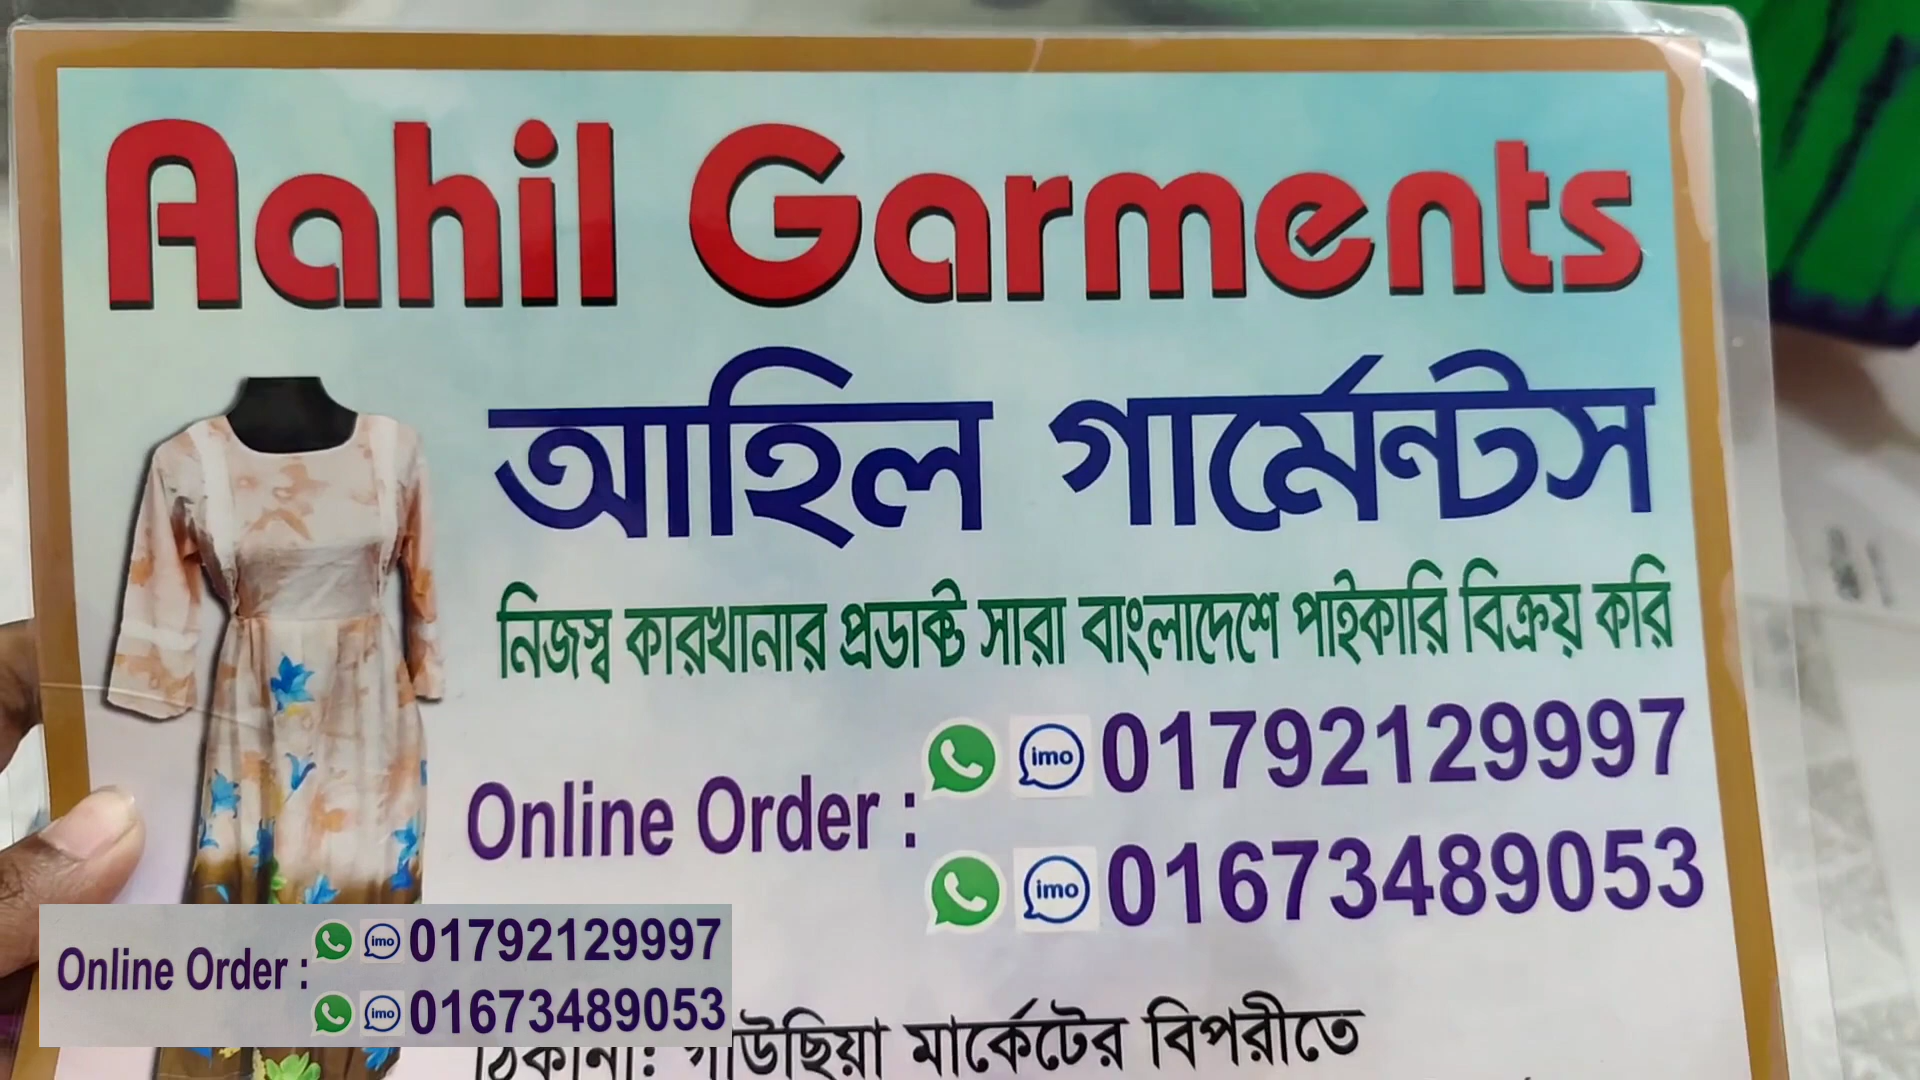 Aahil Garments
আহিল গার্মেন্টস
নিজস্ব কারখানার প্রডাক্ট সারা বাংলাদেশে পাইকারি বিক্রয় করি
Online Order :
imo 01792129997
imo 01673489053
ঠিকানা: গাউছিয়া মার্কেটের বিপরীতে
Online Order :
imo 01792129997
imo 01673489053